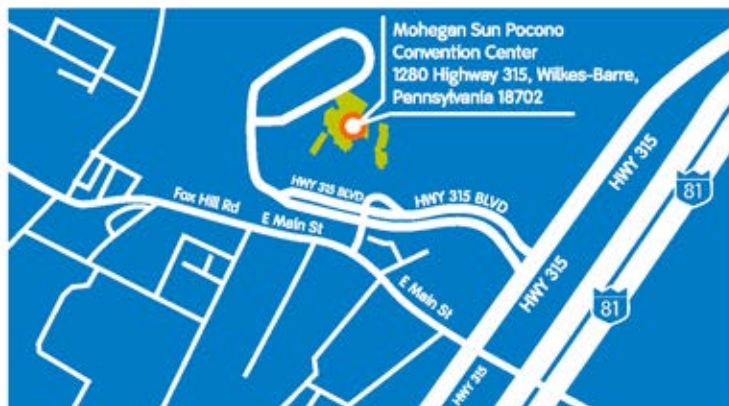 Mohegan Sun Pocono
Convention Center
1280 Highway 315, Wilkes-Barre,
Pennsylvania 18702
HWY 315
81
Fox Hill Rd
HWY 315 BLVD
HWY 315 BLVD
E Main St
HWY 315
81
E Main St
HWY 315